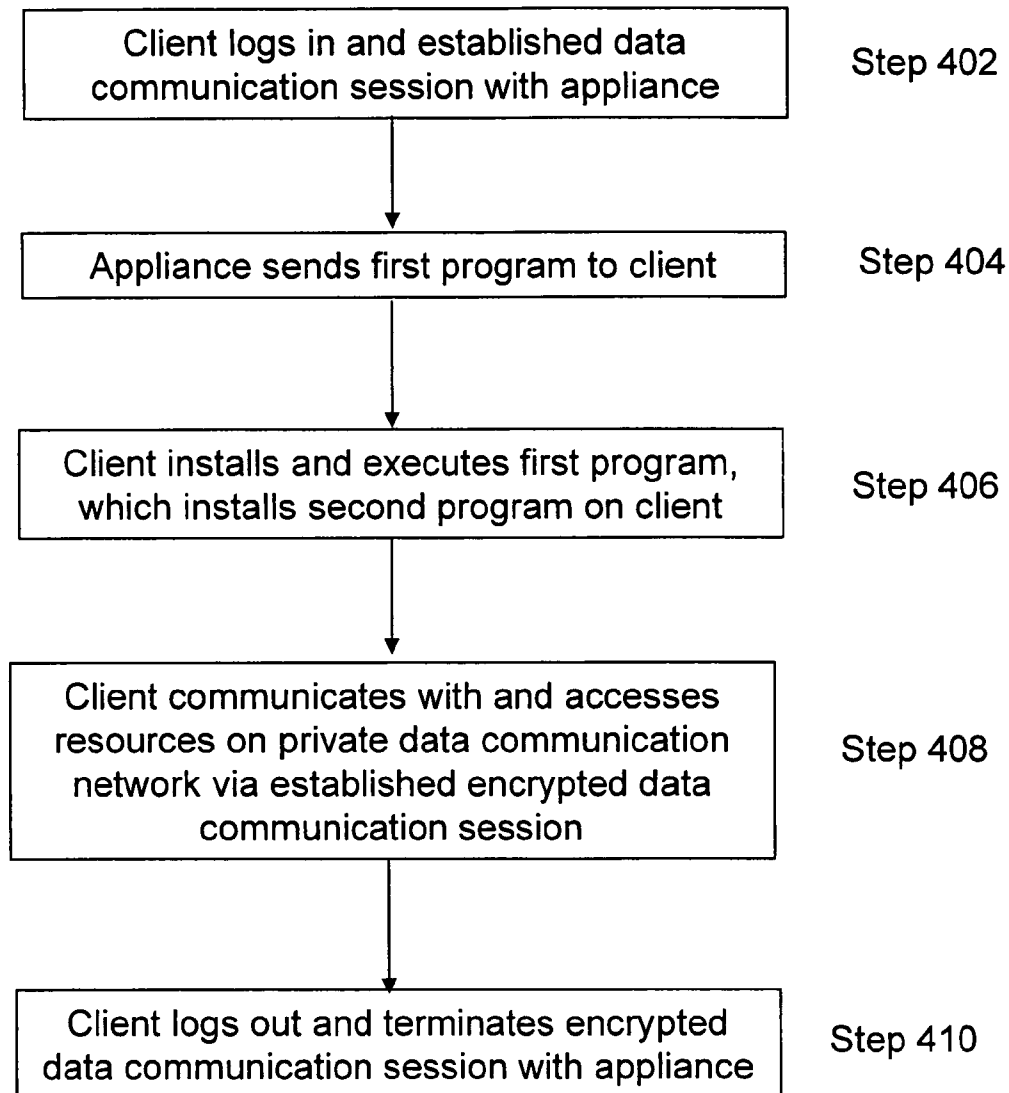 Client logs in and established data
communication session with appliance
Step 402
Appliance sends first program to client
Step 404
Client installs and executes first program,
which installs second program on client
Step 406
Client communicates with and accesses
resources on private data communication
network via established encrypted data
communication session
Step 408
Client logs out and terminates encrypted
data communication session with appliance
Step 410